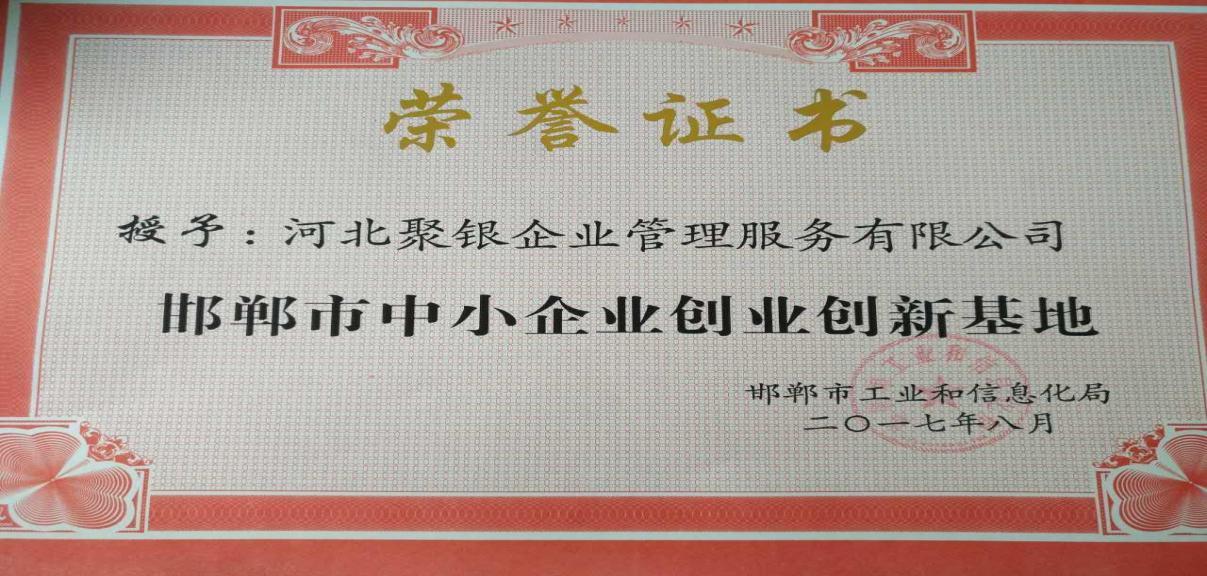 荣誉证书
授予：河北聚银企业管理服务有限公司
邯郸市中小企业创业创新基地
邯郸市工业和信息化局
二〇一七年八月